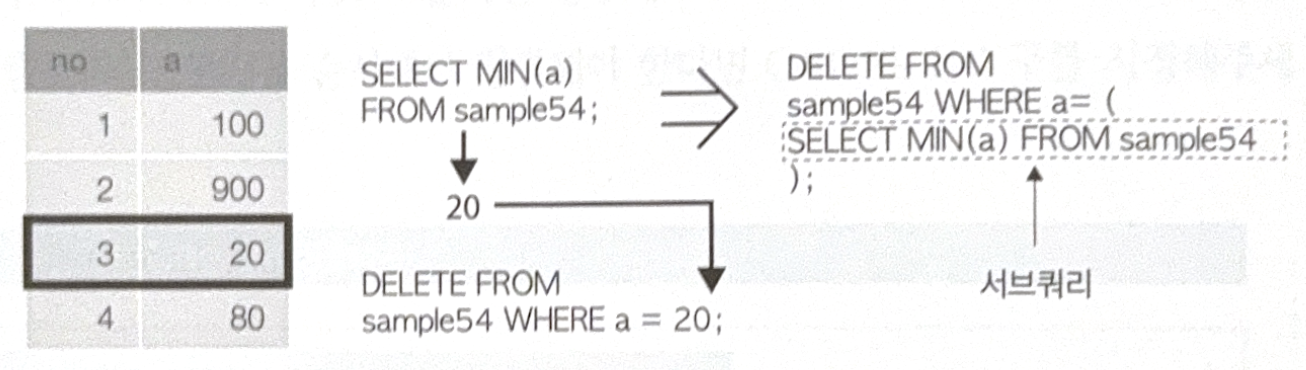 no a
1 100
2 900
3 20
4 80
SELECT MIN(a)
FROM sample54;
20
DELETE FROM
sample54 WHERE a = 20;
DELETE FROM
sample54 WHERE a= (
SELECT MIN(a) FROM sample54
);
서브쿼리